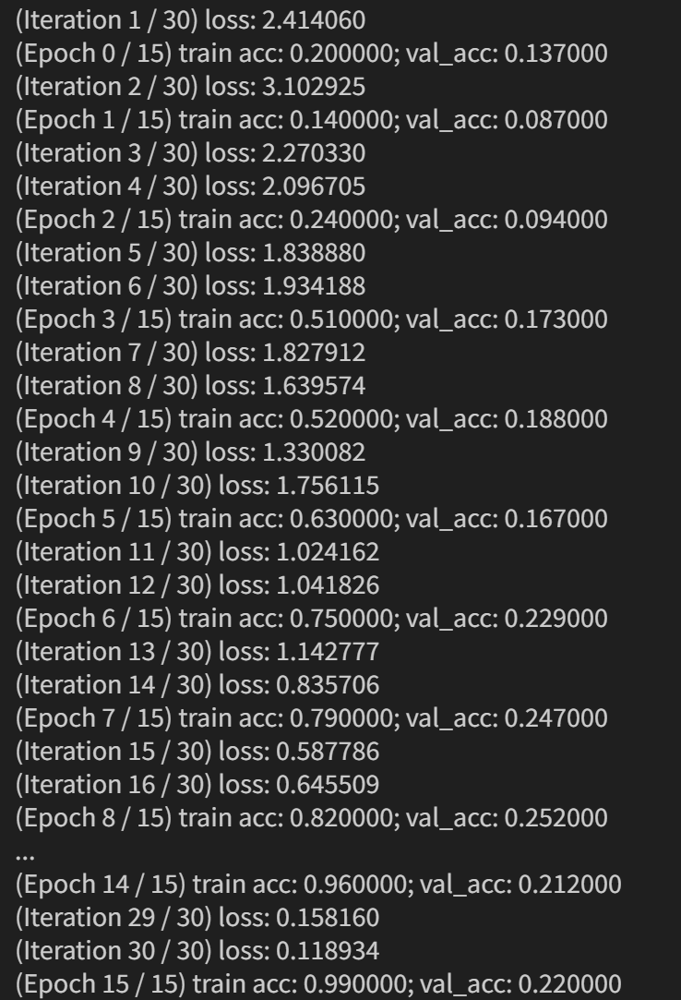 (Iteration 1 / 30) loss: 2.414060
(Epoch 0 / 15) train acc: 0.200000; val_acc: 0.137000
(Iteration 2 / 30) loss: 3.102925
(Epoch 1 / 15) train acc: 0.140000; val_acc: 0.087000
(Iteration 3 / 30) loss: 2.270330
(Iteration 4 / 30) loss: 2.096705
(Epoch 2 / 15) train acc: 0.240000; val_acc: 0.094000
(Iteration 5 / 30) loss: 1.838880
(Iteration 6 / 30) loss: 1.934188
(Epoch 3 / 15) train acc: 0.510000; val_acc: 0.173000
(Iteration 7 / 30) loss: 1.827912
(Iteration 8 / 30) loss: 1.639574
(Epoch 4 / 15) train acc: 0.520000; val_acc: 0.188000
(Iteration 9 / 30) loss: 1.330082
(Iteration 10 / 30) loss: 1.756115
(Epoch 5 / 15) train acc: 0.630000; val_acc: 0.167000
(Iteration 11 / 30) loss: 1.024162
(Iteration 12 / 30) loss: 1.041826
(Epoch 6 / 15) train acc: 0.750000; val_acc: 0.229000
(Iteration 13 / 30) loss: 1.142777
(Iteration 14 / 30) loss: 0.835706
(Epoch 7 / 15) train acc: 0.790000; val_acc: 0.247000
(Iteration 15 / 30) loss: 0.587786
(Iteration 16 / 30) loss: 0.645509
(Epoch 8 / 15) train acc: 0.820000; val_acc: 0.252000
...
(Epoch 14 / 15) train acc: 0.960000; val_acc: 0.212000
(Iteration 29 / 30) loss: 0.158160
(Iteration 30 / 30) loss: 0.118934
(Epoch 15 / 15) train acc: 0.990000; val_acc: 0.220000